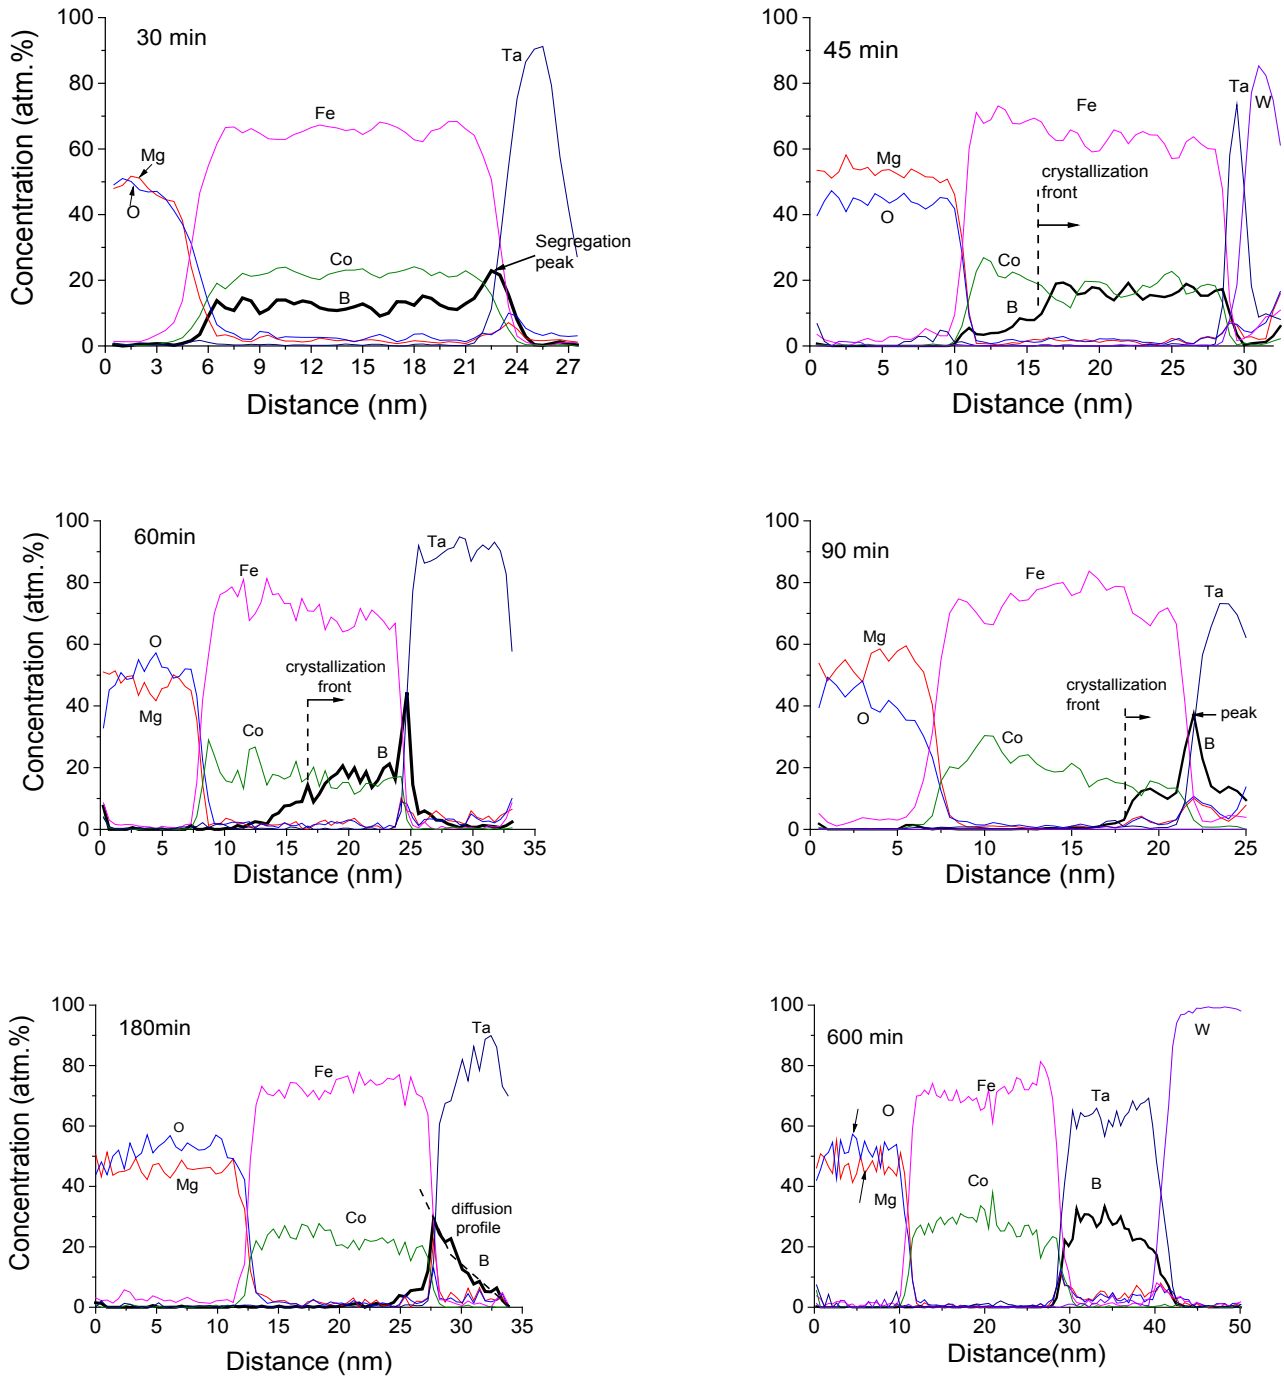 100
80
60
40
20
0
Concentration (atm.%)
30 min
Ta
Fe
Mg
O
Co
B
Segregation
peak
0 3 6 9 12 15 18 21 24 27
Distance (nm)
100
80
60
40
20
0
45 min
Ta
W
Fe
Mg
O
Co
B
crystallization
front
0 5 10 15 20 25 30
Distance (nm)
100
80
60
40
20
0
Concentration (atm.%)
60min
Ta
Fe
O
Mg
Co
B
crystallization
front
0 5 10 15 20 25 30 35
Distance (nm)
100
80
60
40
20
0
90 min
Fe
Ta
Mg
O
Co
crystallization
front
peak
B
0 5 10 15 20 25
Distance (nm)
100
80
60
40
20
0
Concentration (atm.%)
180min
Ta
Fe
O
Mg
Co
diffusion
profile
B
0 5 10 15 20 25 30 35
Distance (nm)
100
80
60
40
20
0
600 min
W
Fe
Ta
O
Mg
Co
B
0 10 20 30 40 50
Distance(nm)